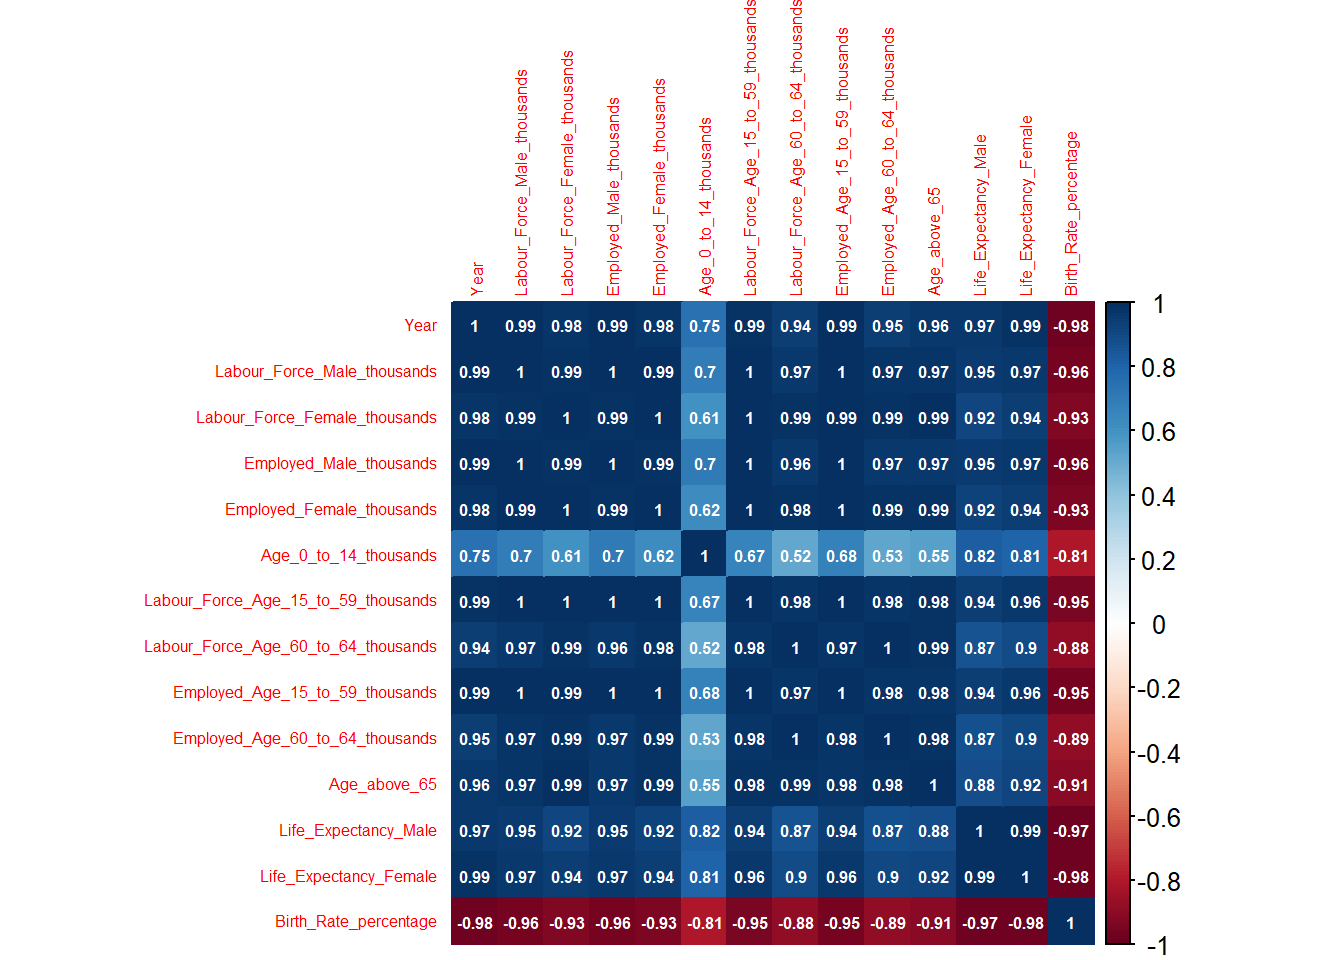 Year
Labour_Force_Male_thousands
Labour_Force_Female_thousands
Employed_Male_thousands
Employed_Female_thousands
Age_0_to_14_thousands
Labour_Force_Age_15_to_59_thousands
Labour_Force_Age_60_to_64_thousands
Employed_Age_15_to_59_thousands
Employed_Age_60_to_64_thousands
Age_above_65
Life_Expectancy_Male
Life_Expectancy_Female
Birth_Rate_percentage
Year 1 0.99 0.98 0.99 0.98 0.75 0.99 0.94 0.99 0.95 0.96 0.97 0.99 -0.98
Labour_Force_Male_thousands 0.99 1 0.99 1 0.99 0.7 1 0.97 1 0.97 0.97 0.95 0.97 -0.96
Labour_Force_Female_thousands 0.98 0.99 1 0.99 1 0.61 1 0.99 0.99 0.99 0.99 0.92 0.94 -0.93
Employed_Male_thousands 0.99 1 0.99 1 0.99 0.7 1 0.96 1 0.97 0.97 0.95 0.97 -0.96
Employed_Female_thousands 0.98 0.99 1 0.99 1 0.62 1 0.98 1 0.99 0.99 0.92 0.94 -0.93
Age_0_to_14_thousands 0.75 0.7 0.61 0.7 0.62 1 0.67 0.52 0.68 0.53 0.55 0.82 0.81 -0.81
Labour_Force_Age_15_to_59_thousands 0.99 1 1 1 1 0.67 1 0.98 1 0.98 0.98 0.94 0.96 -0.95
Labour_Force_Age_60_to_64_thousands 0.94 0.97 0.99 0.96 0.98 0.52 0.98 1 0.97 1 0.99 0.87 0.9 -0.88
Employed_Age_15_to_59_thousands 0.99 1 0.99 1 1 0.68 1 0.97 1 0.98 0.98 0.94 0.96 -0.95
Employed_Age_60_to_64_thousands 0.95 0.97 0.99 0.97 0.99 0.53 0.98 1 0.98 1 0.98 0.87 0.9 -0.89
Age_above_65 0.96 0.97 0.99 0.97 0.99 0.55 0.98 0.99 0.98 0.98 1 0.88 0.92 -0.91
Life_Expectancy_Male 0.97 0.95 0.92 0.95 0.92 0.82 0.94 0.87 0.94 0.87 0.88 1 0.99 -0.97
Life_Expectancy_Female 0.99 0.97 0.94 0.97 0.94 0.81 0.96 0.9 0.96 0.9 0.92 0.99 1 -0.98
Birth_Rate_percentage -0.98 -0.96 -0.93 -0.96 -0.93 -0.81 -0.95 -0.88 -0.95 -0.89 -0.91 -0.97 -0.98 1
1
0.8
0.6
0.4
0.2
0
-0.2
-0.4
-0.6
-0.8
-1